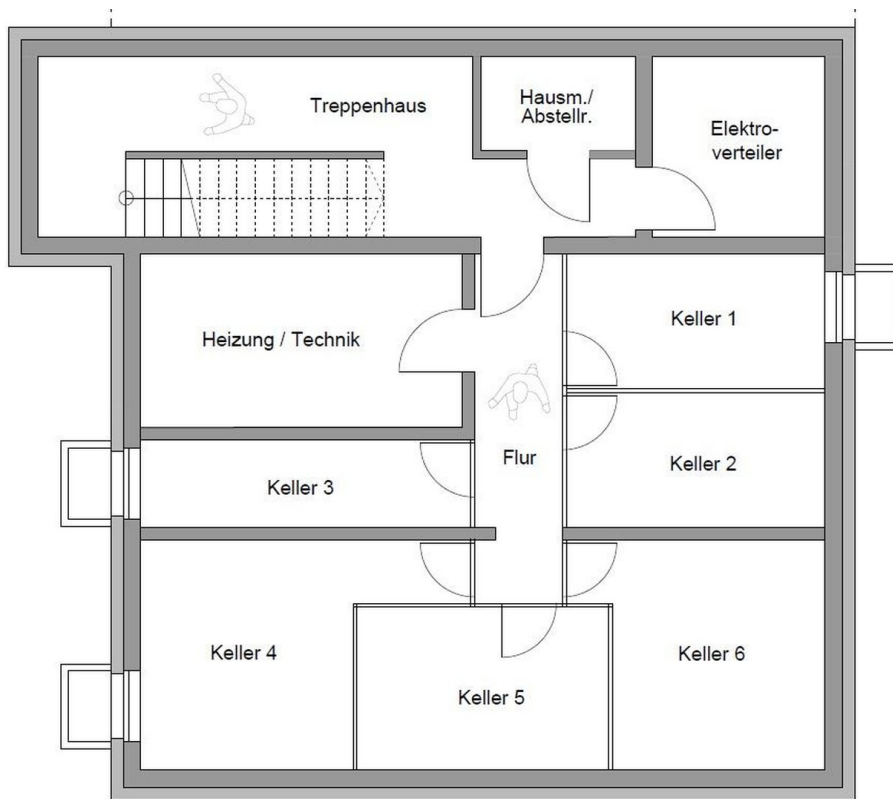 Treppenhaus
Hausm./
Abstellr.
Elektro-
verteiler
Heizung / Technik
Keller 1
Keller 2
Flur
Keller 3
Keller 4
Keller 5
Keller 6